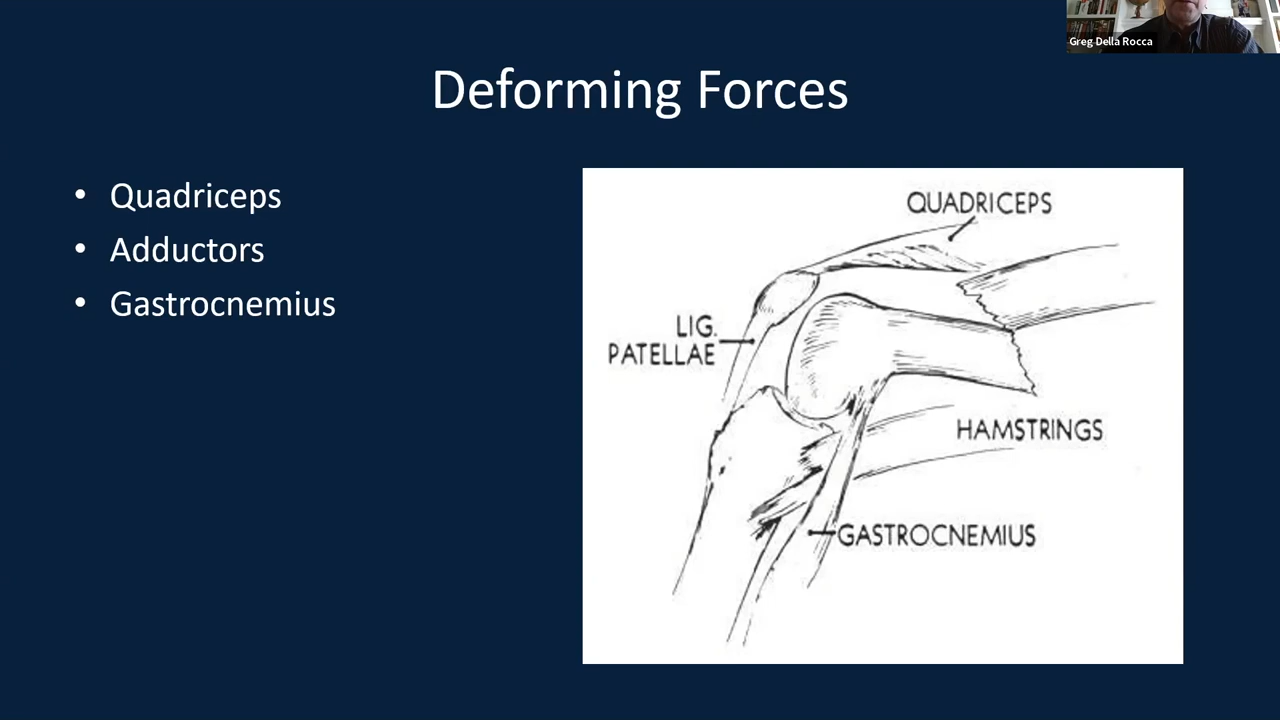 Greg Della Rocca
Deforming Forces
• Quadriceps
• Adductors
• Gastrocnemius
QUADRICEPS
LIG.
PATELLAE
HAMSTRINGS
GASTROCNEMIUS